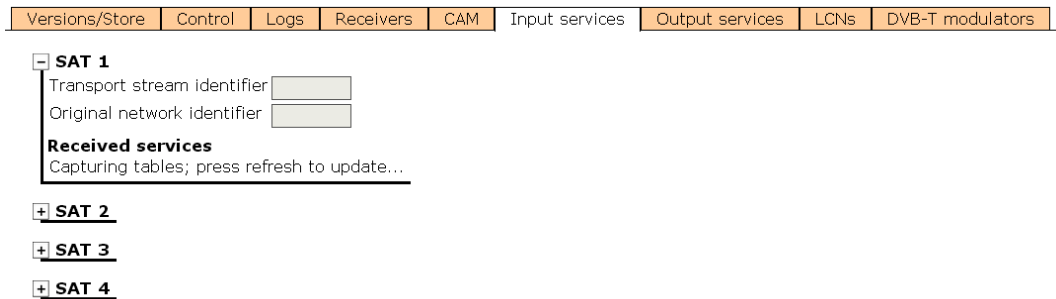 Versions/Store Control Logs Receivers CAM Input services Output services LCNs DVB-T modulators
SAT 1
Transport stream identifier
Original network identifier
Received services
Capturing tables; press refresh to update...
SAT 2
SAT 3
SAT 4